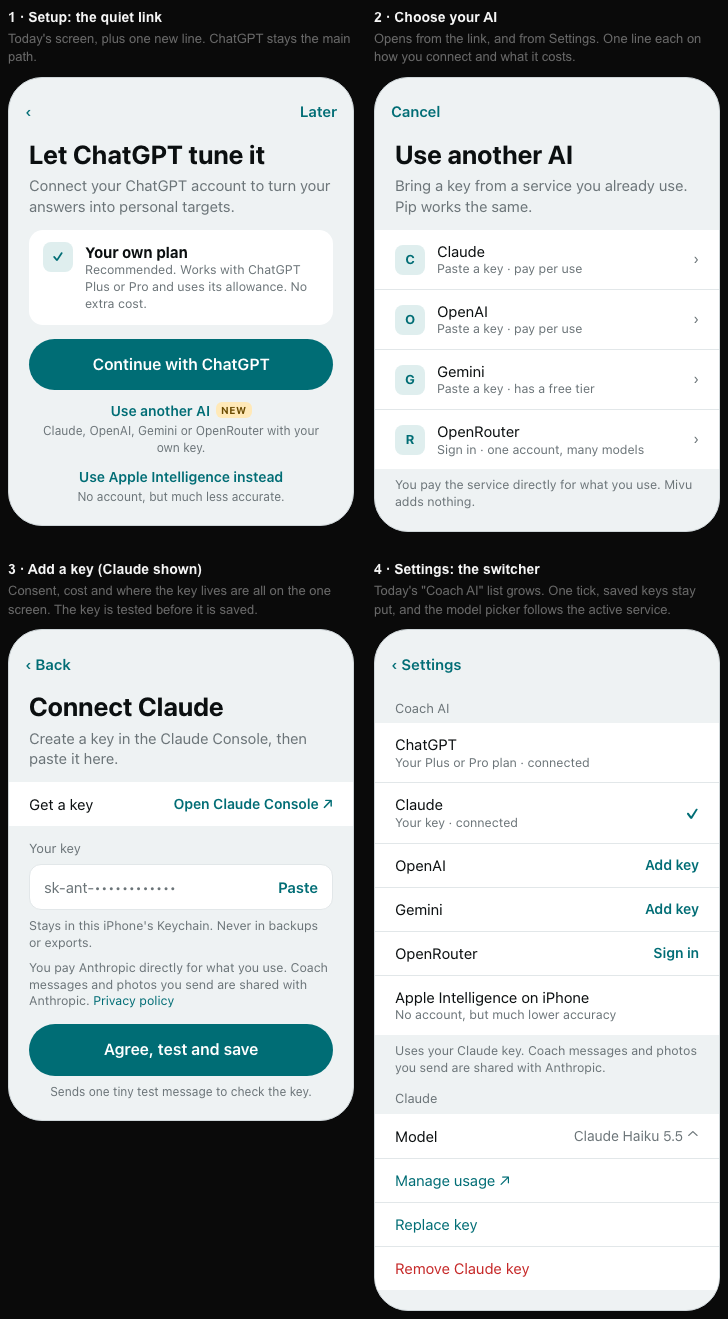 1 · Setup: the quiet link
Today's screen, plus one new line. ChatGPT stays the main
path.
‹
Later
Let ChatGPT tune it
Connect your ChatGPT account to turn your
answers into personal targets.
Your own plan
Recommended. Works with ChatGPT
Plus or Pro and uses its allowance. No
extra cost.
Continue with ChatGPT
Use another AI NEW
Claude, OpenAI, Gemini or OpenRouter with your
own key.
Use Apple Intelligence instead
No account, but much less accurate.
2 · Choose your AI
Opens from the link, and from Settings. One line each on
how you connect and what it costs.
Cancel
Use another AI
Bring a key from a service you already use.
Pip works the same.
C
Claude
Paste a key · pay per use
›
O
OpenAI
Paste a key · pay per use
›
G
Gemini
Paste a key · has a free tier
›
R
OpenRouter
Sign in · one account, many models
›
You pay the service directly for what you use. Mivu
adds nothing.
3 · Add a key (Claude shown)
Consent, cost and where the key lives are all on the one
screen. The key is tested before it is saved.
‹ Back
Connect Claude
Create a key in the Claude Console, then
paste it here.
Get a key
Open Claude Console ↗
Your key
sk-ant-••••••••••••
Paste
Stays in this iPhone's Keychain. Never in backups
or exports.
You pay Anthropic directly for what you use. Coach
messages and photos you send are shared with
Anthropic. Privacy policy
Agree, test and save
Sends one tiny test message to check the key.
4 · Settings: the switcher
Today's "Coach AI" list grows. One tick, saved keys stay
put, and the model picker follows the active service.
‹ Settings
Coach AI
ChatGPT
Your Plus or Pro plan · connected
Claude
Your key · connected
OpenAI
Add key
Gemini
Add key
OpenRouter
Sign in
Apple Intelligence on iPhone
No account, but much lower accuracy
Uses your Claude key. Coach messages and photos
you send are shared with Anthropic.
Claude
Model
Claude Haiku 5.5
Manage usage ↗
Replace key
Remove Claude key